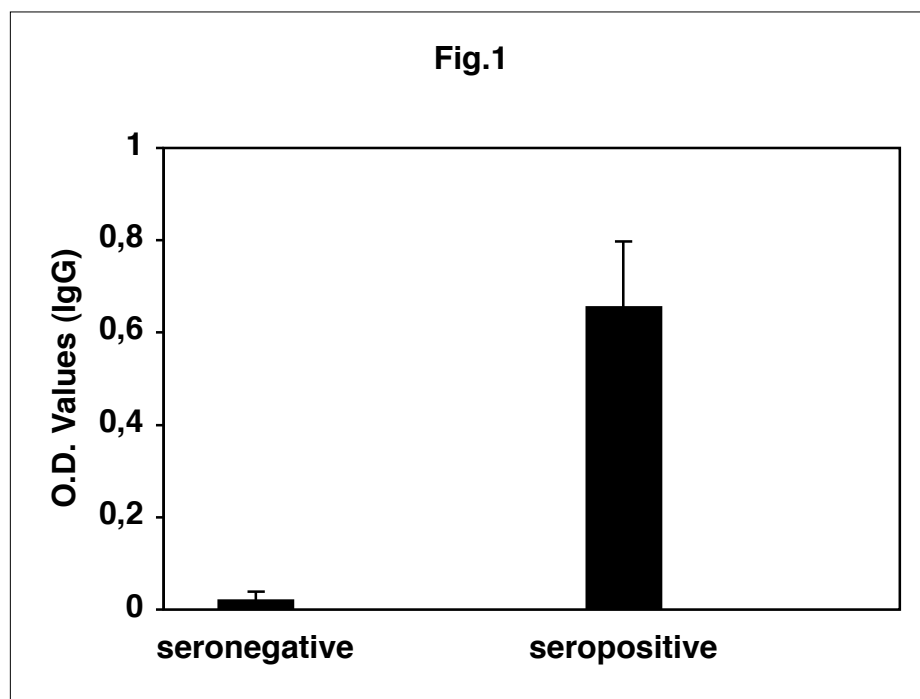 Fig.1
O.D. Values (IgG)
1
0,8
0,6
0,4
0,2
0
seronegative seropositive